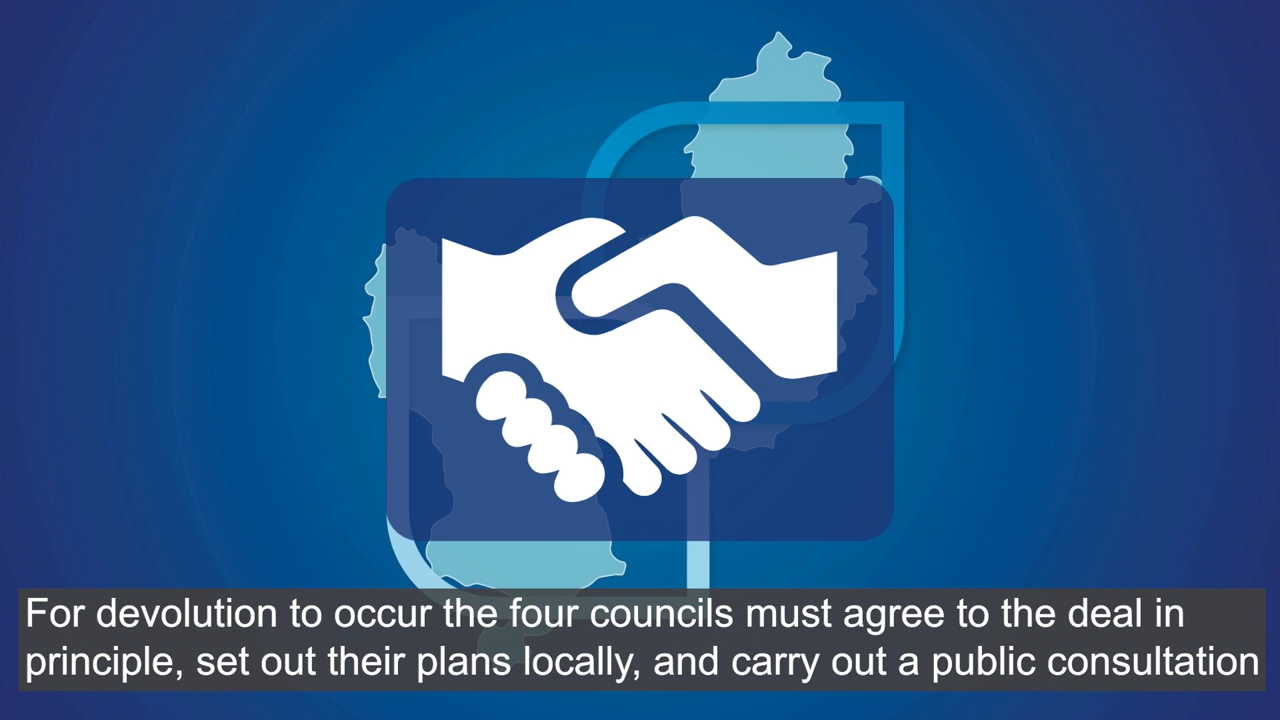 For devolution to occur the four councils must agree to the deal in
principle, set out their plans locally, and carry out a public consultation